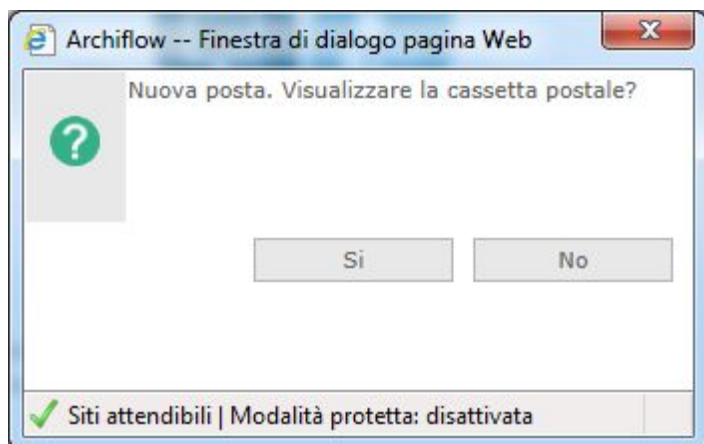 Archiflow -- Finestra di dialogo pagina Web
Nuova posta. Visualizzare la cassetta postale?
Si
No
Siti attendibili | Modalità protetta: disattivata